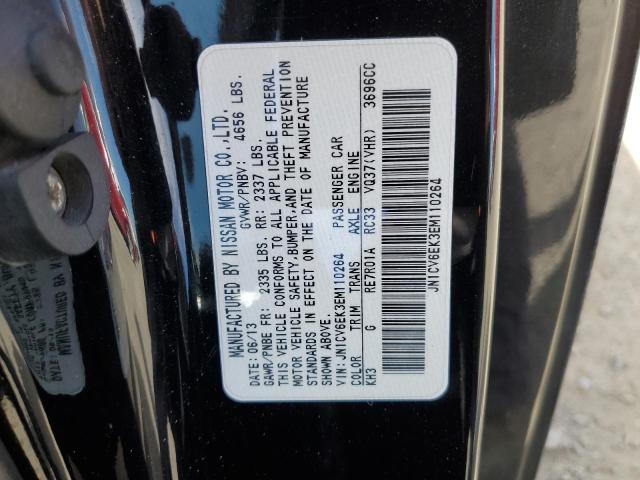 MANUFACTURED BY NISSAN MOTOR CO.,LTD.
DATE: 06/13 GVWR/PNBV: 4656 LBS.
GAWR/PNBE FR: 2335 LBS. RR: 2337 LBS.
THIS VEHICLE CONFORMS TO ALL APPLICABLE FEDERAL
MOTOR VEHICLE SAFETY,BUMPER,AND THEFT PREVENTION
STANDARDS IN EFFECT ON THE DATE OF MANUFACTURE
SHOWN ABOVE.
VIN: JN1CV6EK3EM110264 PASSENGER CAR
COLOR TRIM TRANS AXLE ENGINE
KH3 G RE7R01A RC33 VQ37(VHR) 3696CC
JN1CV6EK3EM110264